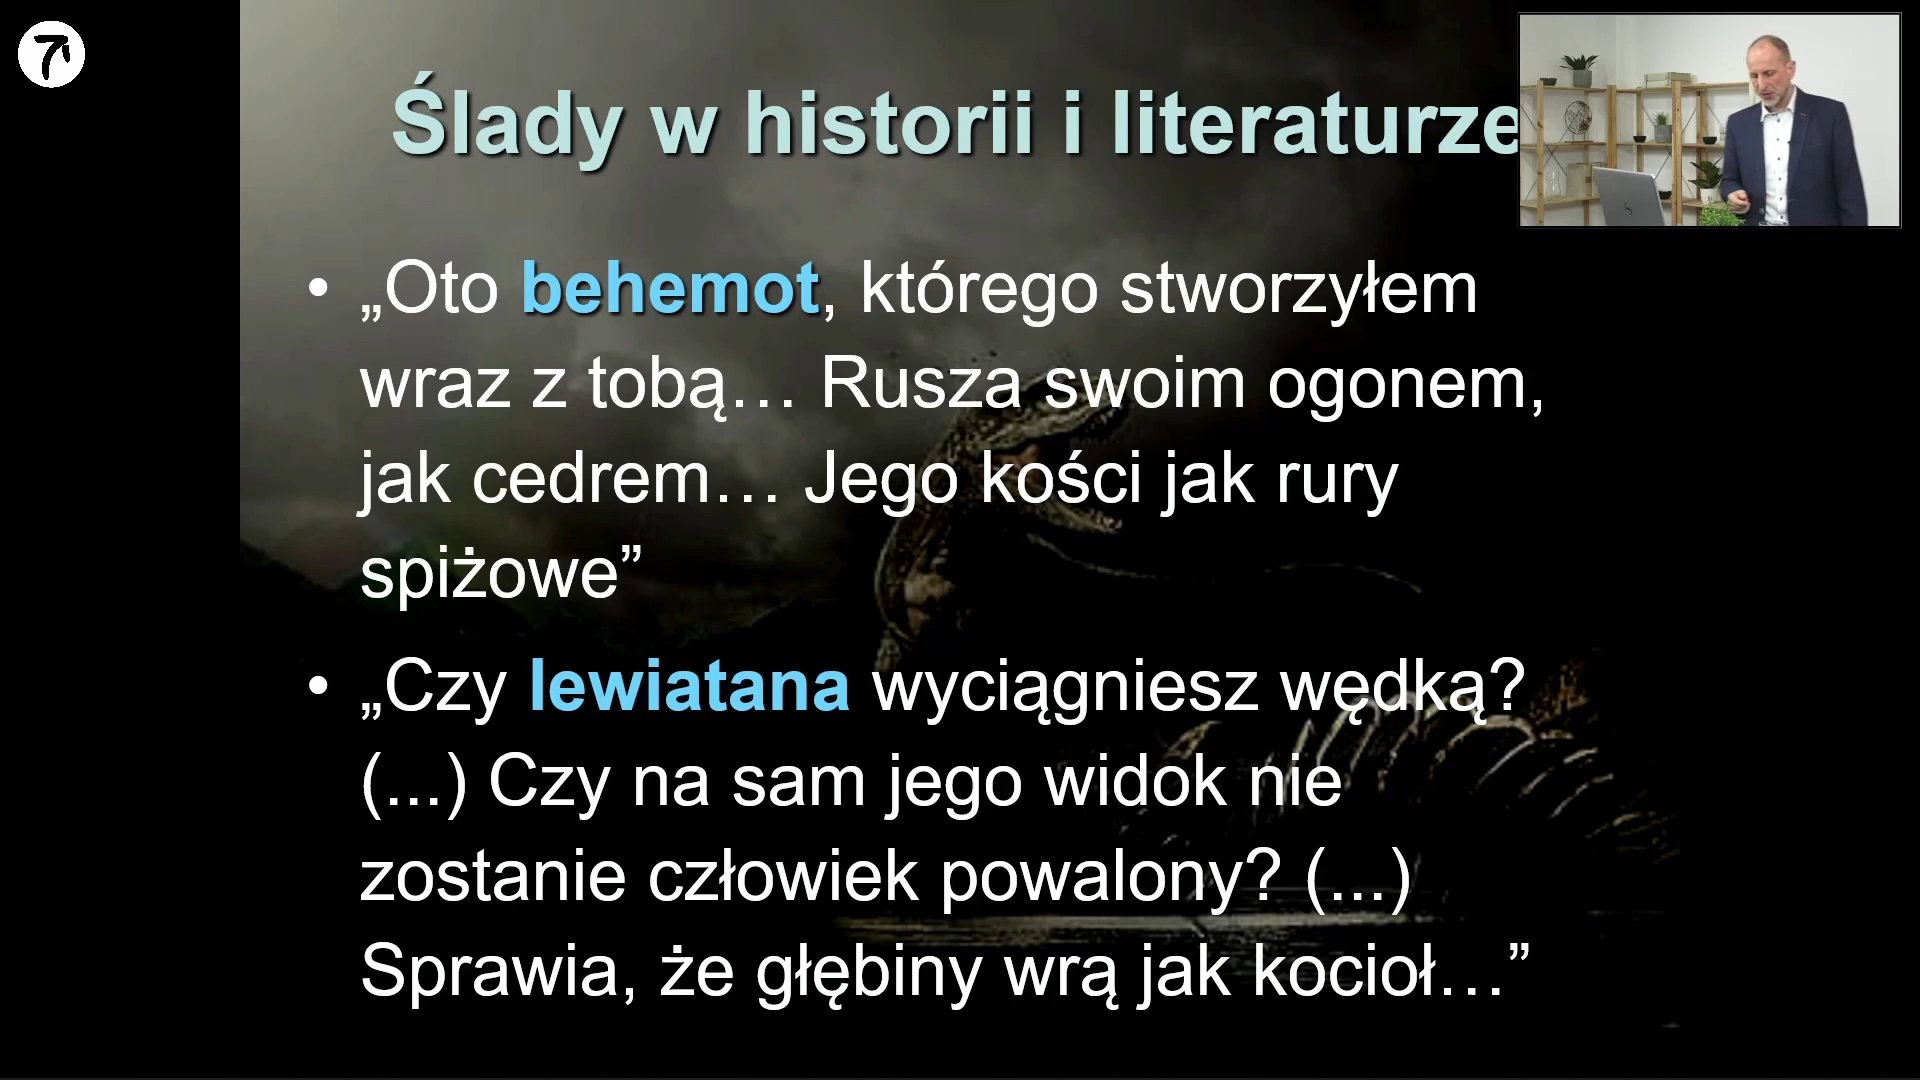 Ślady w historii i literaturze
• „Oto behemot, którego stworzyłem
wraz z tobą… Rusza swoim ogonem,
jak cedrem… Jego kości jak rury
spiżowe”
• „Czy lewiatana wyciągniesz wędką?
(...) Czy na sam jego widok nie
zostanie człowiek powalony? (...)
Sprawia, że głębiny wrą jak kocioł…”